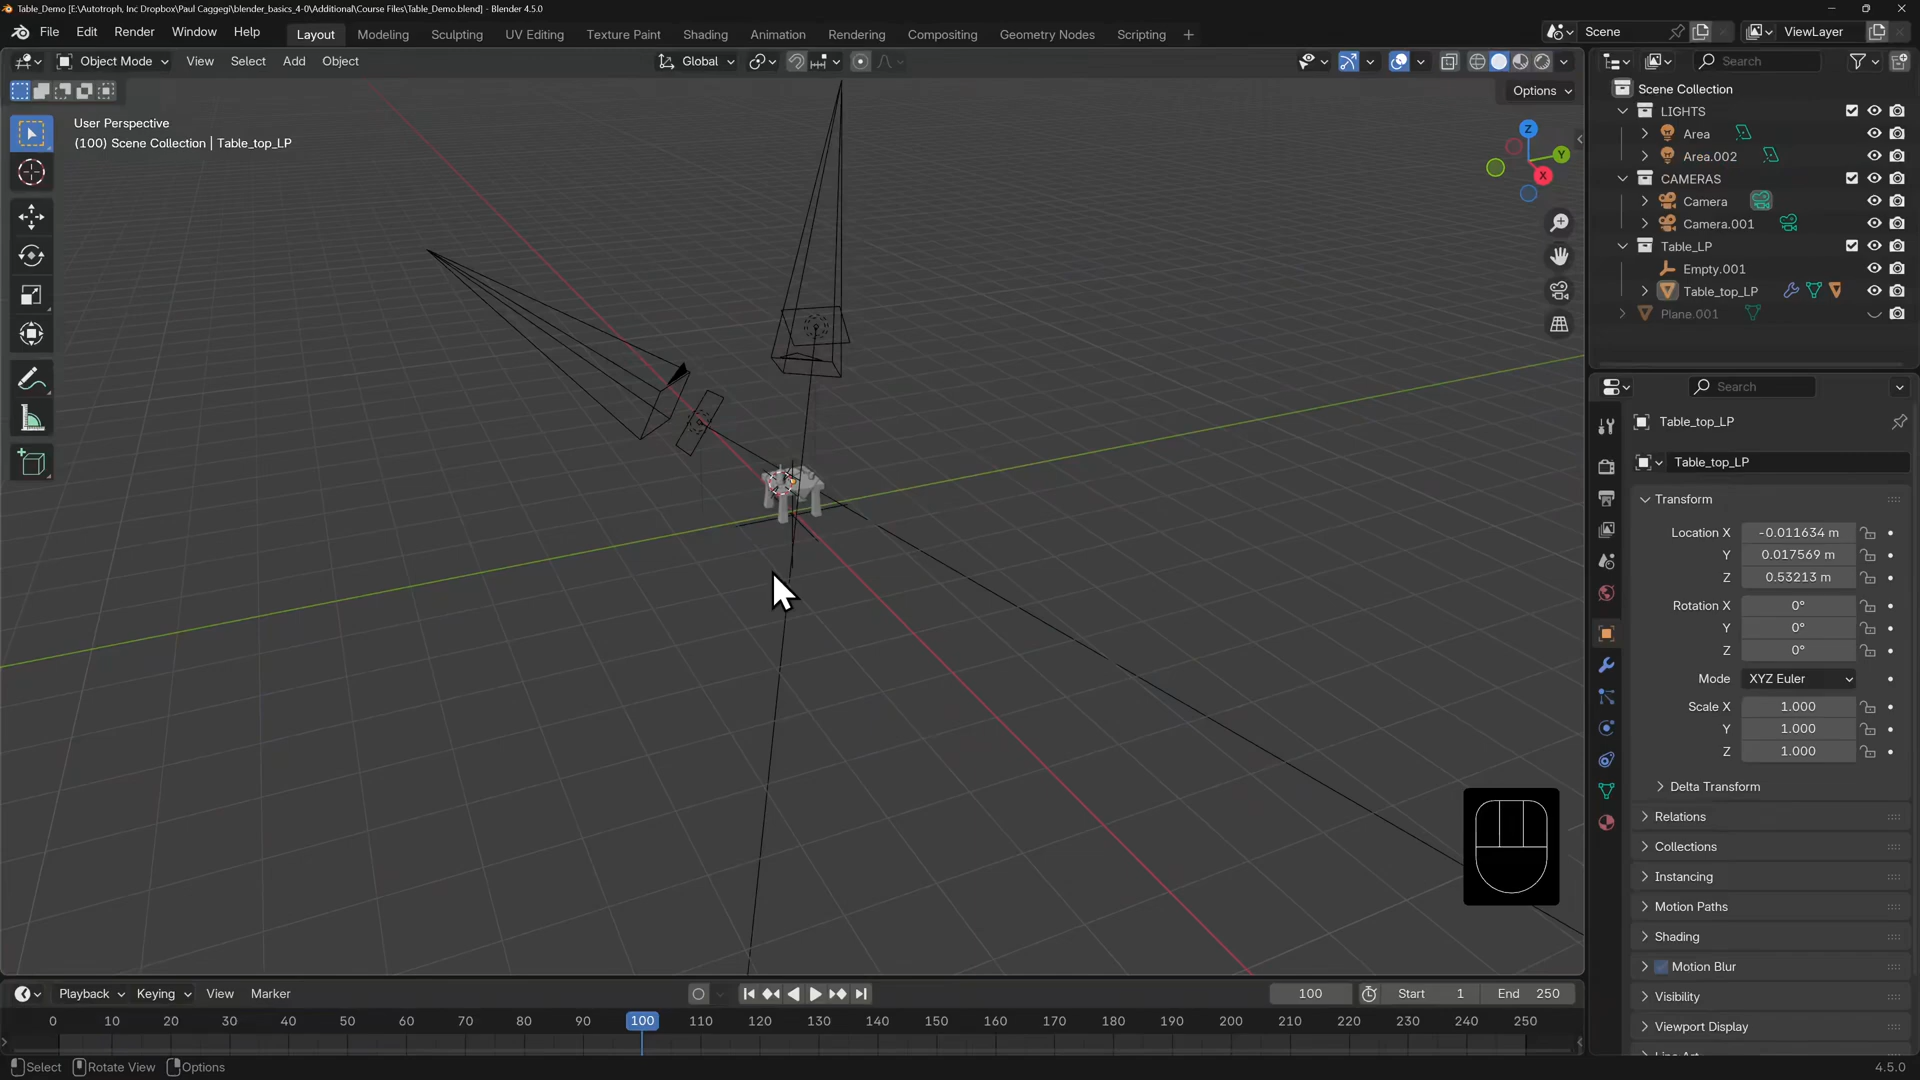 Table_Demo [E:\Autotroph, Inc Dropbox\Paul Caggegi\blender_basics_4-0\Additional\Course Files\Table_Demo.blend] - Blender 4.5.0
File Edit Render Window Help
Layout Modeling Sculpting UV Editing Texture Paint Shading Animation Rendering Compositing Geometry Nodes Scripting +
Scene
ViewLayer
Object Mode View Select Add Object
Global
Search
Options
User Perspective
(100) Scene Collection | Table_top_LP
Z
Y
X
Scene Collection
LIGHTS
Area
Area.002
CAMERAS
Camera
Camera.001
Table_LP
Empty.001
Table_top_LP
Plane.001
Search
Table_top_LP
Table_top_LP
Transform
Location X -0.011634 m
Y 0.017569 m
Z 0.53213 m
Rotation X 0°
Y 0°
Z 0°
Mode XYZ Euler
Scale X 1.000
Y 1.000
Z 1.000
Delta Transform
Relations
Collections
Instancing
Motion Paths
Shading
Motion Blur
Visibility
Viewport Display
Playback Keying View Marker
100 Start 1 End 250
0 10 20 30 40 50 60 70 80 90 100 110 120 130 140 150 160 170 180 190 200 210 220 230 240 250
Select Rotate View Options
4.5.0